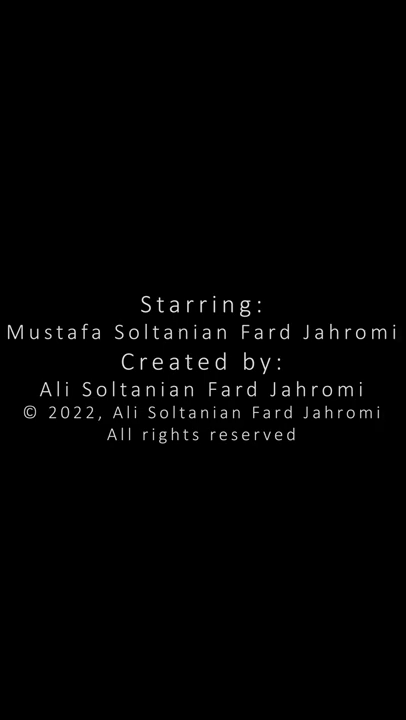 Starring:
Mustafa Soltanian Fard Jahromi
Created by:
Ali Soltanian Fard Jahromi
© 2022, Ali Soltanian Fard Jahromi
All rights reserved